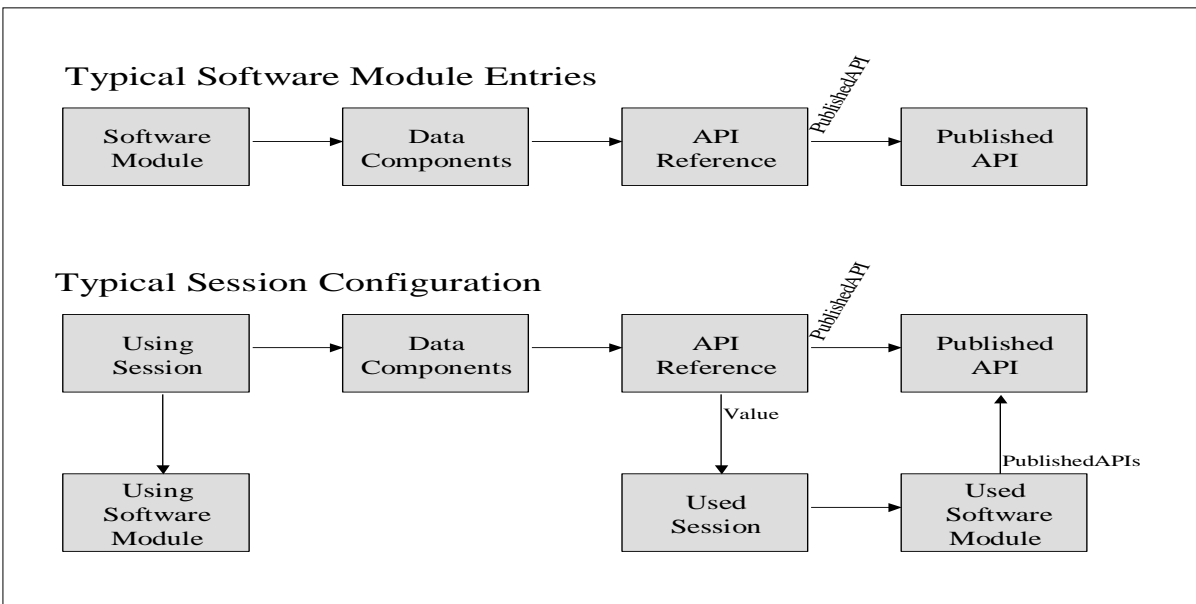 Typical Software Module Entries
Software
Module
Data
Components
API
Reference
PublishedAPI
Published
API
Typical Session Configuration
Using
Session
Data
Components
API
Reference
PublishedAPI
Published
API
Value
PublishedAPIs
Using
Software
Module
Used
Session
Used
Software
Module